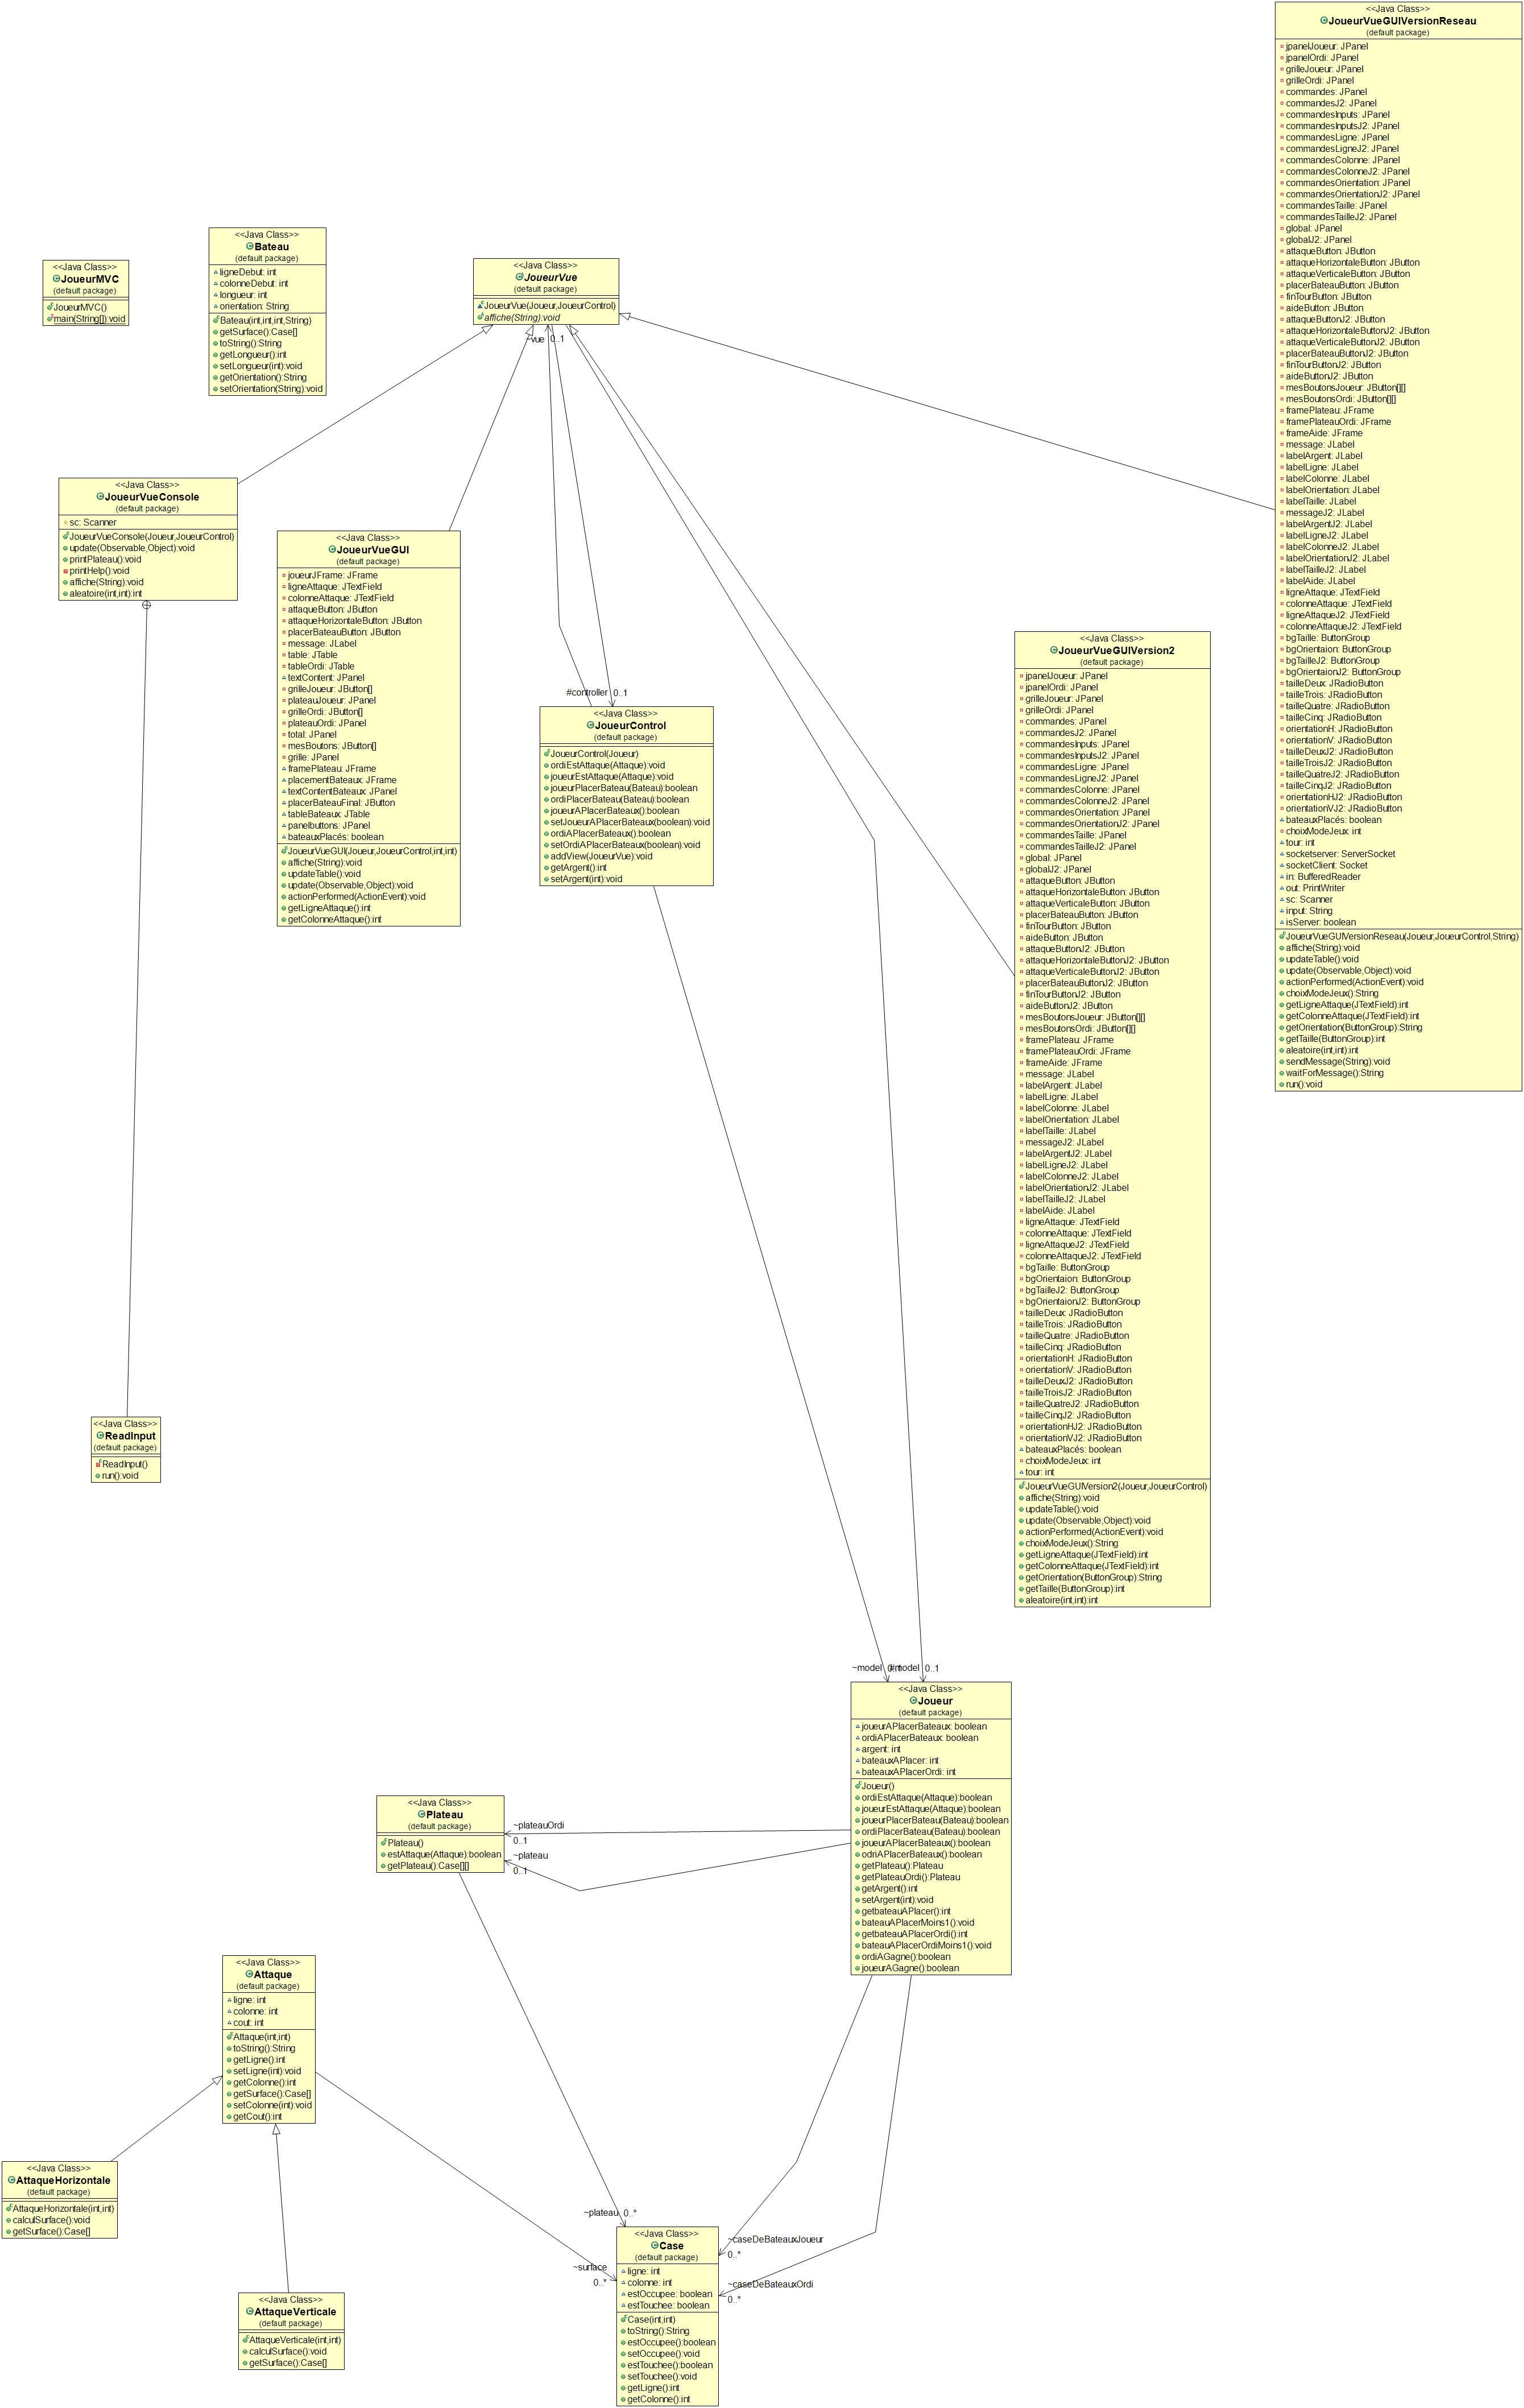 <<Java Class>>
JoueurVueGUIVersionReseau
(default package)
jpanelJoueur: JPanel
jpanelOrdi: JPanel
grilleJoueur: JPanel
grilleOrdi: JPanel
commandes: JPanel
commandesJ2: JPanel
commandesInputs: JPanel
commandesInputsJ2: JPanel
commandesLigne: JPanel
commandesLigneJ2: JPanel
commandesColonne: JPanel
commandesColonneJ2: JPanel
commandesOrientation: JPanel
commandesOrientationJ2: JPanel
commandesTaille: JPanel
commandesTailleJ2: JPanel
global: JPanel
globalJ2: JPanel
attaqueButton: JButton
attaqueHorizontaleButton: JButton
attaqueVerticaleButton: JButton
placerBateauButton: JButton
finTourButton: JButton
aideButton: JButton
attaqueButtonJ2: JButton
attaqueHorizontaleButtonJ2: JButton
attaqueVerticaleButtonJ2: JButton
placerBateauButtonJ2: JButton
finTourButtonJ2: JButton
aideButtonJ2: JButton
mesBoutonsJoueur: JButton[][]
mesBoutonsOrdi: JButton[][]
framePlateau: JFrame
framePlateauOrdi: JFrame
frameAide: JFrame
message: JLabel
labelArgent: JLabel
labelLigne: JLabel
labelColonne: JLabel
labelOrientation: JLabel
labelTaille: JLabel
messageJ2: JLabel
labelArgentJ2: JLabel
labelLigneJ2: JLabel
labelColonneJ2: JLabel
labelOrientationJ2: JLabel
labelTailleJ2: JLabel
labelAide: JLabel
ligneAttaque: JTextField
colonneAttaque: JTextField
ligneAttaqueJ2: JTextField
colonneAttaqueJ2: JTextField
bgTaille: ButtonGroup
bgOrientaion: ButtonGroup
bgTailleJ2: ButtonGroup
bgOrientaionJ2: ButtonGroup
tailleDeux: JRadioButton
tailleTrois: JRadioButton
tailleQuatre: JRadioButton
tailleCinq: JRadioButton
orientationH: JRadioButton
orientationV: JRadioButton
tailleDeuxJ2: JRadioButton
tailleTroisJ2: JRadioButton
tailleQuatreJ2: JRadioButton
tailleCinqJ2: JRadioButton
orientationHJ2: JRadioButton
orientationVJ2: JRadioButton
bateauxPlacés: boolean
choixModeJeux: int
tour: int
socketserver: ServerSocket
socketClient: Socket
in: BufferedReader
out: PrintWriter
sc: Scanner
input: String
isServer: boolean
JoueurVueGUIVersionReseau(Joueur,JoueurControl,String)
affiche(String):void
updateTable():void
update(Observable,Object):void
actionPerformed(ActionEvent):void
choixModeJeux():String
getLigneAttaque(JTextField):int
getColonneAttaque(JTextField):int
getOrientation(ButtonGroup):String
getTaille(ButtonGroup):int
aleatoire(int,int):int
sendMessage(String):void
waitForMessage():String
run():void
<<Java Class>>
JoueurMVC
(default package)
JoueurMVC()
main(String[]):void
<<Java Class>>
Bateau
(default package)
ligneDebut: int
colonneDebut: int
longueur: int
orientation: String
Bateau(int,int,int,String)
getSurface():Case[]
toString():String
getLongueur():int
setLongueur(int):void
getOrientation():String
setOrientation(String):void
<<Java Class>>
JoueurVue
(default package)
JoueurVue(Joueur,JoueurControl)
affiche(String):void
~vue
0..1
<<Java Class>>
JoueurVueConsole
(default package)
sc: Scanner
JoueurVueConsole(Joueur,JoueurControl)
update(Observable,Object):void
printPlateau():void
printHelp():void
affiche(String):void
aleatoire(int,int):int
<<Java Class>>
JoueurVueGUI
(default package)
joueurJFrame: JFrame
ligneAttaque: JTextField
colonneAttaque: JTextField
attaqueButton: JButton
attaqueHorizontaleButton: JButton
placerBateauButton: JButton
message: JLabel
table: JTable
tableOrdi: JTable
textContent: JPanel
grilleJoueur: JButton[]
plateauJoueur: JPanel
grilleOrdi: JButton[]
plateauOrdi: JPanel
total: JPanel
mesBoutons: JButton[]
grille: JPanel
framePlateau: JFrame
placementBateaux: JFrame
textContentBateaux: JPanel
placerBateauFinal: JButton
tableBateaux: JTable
panelbuttons: JPanel
bateauxPlacés: boolean
JoueurVueGUI(Joueur,JoueurControl,int,int)
affiche(String):void
updateTable():void
update(Observable,Object):void
actionPerformed(ActionEvent):void
getLigneAttaque():int
getColonneAttaque():int
#controller
0..1
<<Java Class>>
JoueurControl
(default package)
JoueurControl(Joueur)
ordiEstAttaque(Attaque):void
joueurEstAttaque(Attaque):void
joueurPlacerBateau(Bateau):boolean
ordiPlacerBateau(Bateau):boolean
joueurAPlacerBateaux():boolean
setJoueurAPlacerBateaux(boolean):void
ordiAPlacerBateaux():boolean
setOrdiAPlacerBateaux(boolean):void
addView(JoueurVue):void
getArgent():int
setArgent(int):void
<<Java Class>>
JoueurVueGUIVersion2
(default package)
jpanelJoueur: JPanel
jpanelOrdi: JPanel
grilleJoueur: JPanel
grilleOrdi: JPanel
commandes: JPanel
commandesJ2: JPanel
commandesInputs: JPanel
commandesInputsJ2: JPanel
commandesLigne: JPanel
commandesLigneJ2: JPanel
commandesColonne: JPanel
commandesColonneJ2: JPanel
commandesOrientation: JPanel
commandesOrientationJ2: JPanel
commandesTaille: JPanel
commandesTailleJ2: JPanel
global: JPanel
globalJ2: JPanel
attaqueButton: JButton
attaqueHorizontaleButton: JButton
attaqueVerticaleButton: JButton
placerBateauButton: JButton
finTourButton: JButton
aideButton: JButton
attaqueButtonJ2: JButton
attaqueHorizontaleButtonJ2: JButton
attaqueVerticaleButtonJ2: JButton
placerBateauButtonJ2: JButton
finTourButtonJ2: JButton
aideButtonJ2: JButton
mesBoutonsJoueur: JButton[][]
mesBoutonsOrdi: JButton[][]
framePlateau: JFrame
framePlateauOrdi: JFrame
frameAide: JFrame
message: JLabel
labelArgent: JLabel
labelLigne: JLabel
labelColonne: JLabel
labelOrientation: JLabel
labelTaille: JLabel
messageJ2: JLabel
labelArgentJ2: JLabel
labelLigneJ2: JLabel
labelColonneJ2: JLabel
labelOrientationJ2: JLabel
labelTailleJ2: JLabel
labelAide: JLabel
ligneAttaque: JTextField
colonneAttaque: JTextField
ligneAttaqueJ2: JTextField
colonneAttaqueJ2: JTextField
bgTaille: ButtonGroup
bgOrientaion: ButtonGroup
bgTailleJ2: ButtonGroup
bgOrientaionJ2: ButtonGroup
tailleDeux: JRadioButton
tailleTrois: JRadioButton
tailleQuatre: JRadioButton
tailleCinq: JRadioButton
orientationH: JRadioButton
orientationV: JRadioButton
tailleDeuxJ2: JRadioButton
tailleTroisJ2: JRadioButton
tailleQuatreJ2: JRadioButton
tailleCinqJ2: JRadioButton
orientationHJ2: JRadioButton
orientationVJ2: JRadioButton
bateauxPlacés: boolean
choixModeJeux: int
tour: int
JoueurVueGUIVersion2(Joueur,JoueurControl)
affiche(String):void
updateTable():void
update(Observable,Object):void
actionPerformed(ActionEvent):void
choixModeJeux():String
getLigneAttaque(JTextField):int
getColonneAttaque(JTextField):int
getOrientation(ButtonGroup):String
getTaille(ButtonGroup):int
aleatoire(int,int):int
<<Java Class>>
ReadInput
(default package)
ReadInput()
run():void
~model
#model
0..1
<<Java Class>>
Joueur
(default package)
joueurAPlacerBateaux: boolean
ordiAPlacerBateaux: boolean
argent: int
bateauxAPlacer: int
bateauxAPlacerOrdi: int
Joueur()
ordiEstAttaque(Attaque):boolean
joueurEstAttaque(Attaque):boolean
joueurPlacerBateau(Bateau):boolean
ordiPlacerBateau(Bateau):boolean
joueurAPlacerBateaux():boolean
odriAPlacerBateaux():boolean
getPlateau():Plateau
getPlateauOrdi():Plateau
getArgent():int
setArgent(int):void
getbateauAPlacer():int
bateauAPlacerMoins1():void
getbateauAPlacerOrdi():int
bateauAPlacerOrdiMoins1():void
ordiAGagne():boolean
joueurAGagne():boolean
<<Java Class>>
Plateau
(default package)
Plateau()
estAttaque(Attaque):boolean
getPlateau():Case[][]
~plateauOrdi
0..1
~plateau
0..1
<<Java Class>>
Attaque
(default package)
ligne: int
colonne: int
cout: int
Attaque(int,int)
toString():String
getLigne():int
setLigne(int):void
getColonne():int
getSurface():Case[]
setColonne(int):void
getCout():int
<<Java Class>>
AttaqueHorizontale
(default package)
AttaqueHorizontale(int,int)
calculSurface():void
getSurface():Case[]
<<Java Class>>
AttaqueVerticale
(default package)
AttaqueVerticale(int,int)
calculSurface():void
getSurface():Case[]
~plateau
0..*
~surface
0..*
~caseDeBateauxJoueur
0..*
~caseDeBateauxOrdi
0..*
<<Java Class>>
Case
(default package)
ligne: int
colonne: int
estOccupee: boolean
estTouchee: boolean
Case(int,int)
toString():String
estOccupee():boolean
setOccupee():void
estTouchee():boolean
setTouchee():void
getLigne():int
getColonne():int